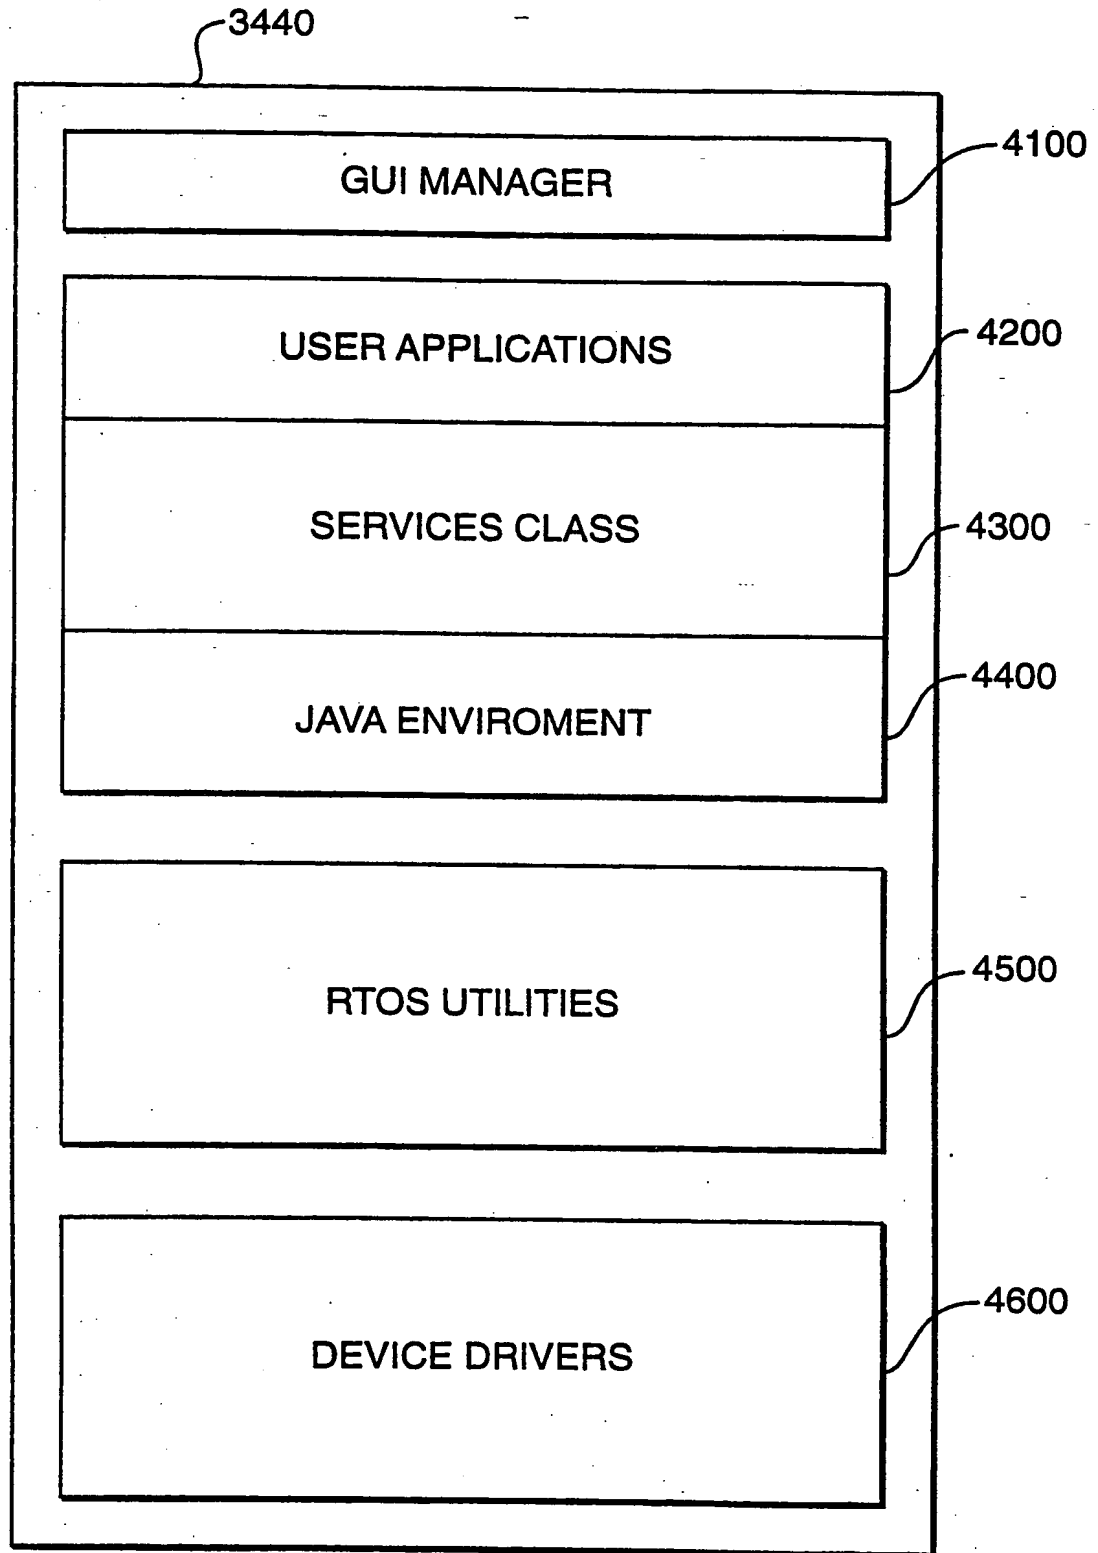 3440
GUI MANAGER
4100
USER APPLICATIONS
4200
SERVICES CLASS
4300
JAVA ENVIROMENT
4400
RTOS UTILITIES
4500
DEVICE DRIVERS
4600